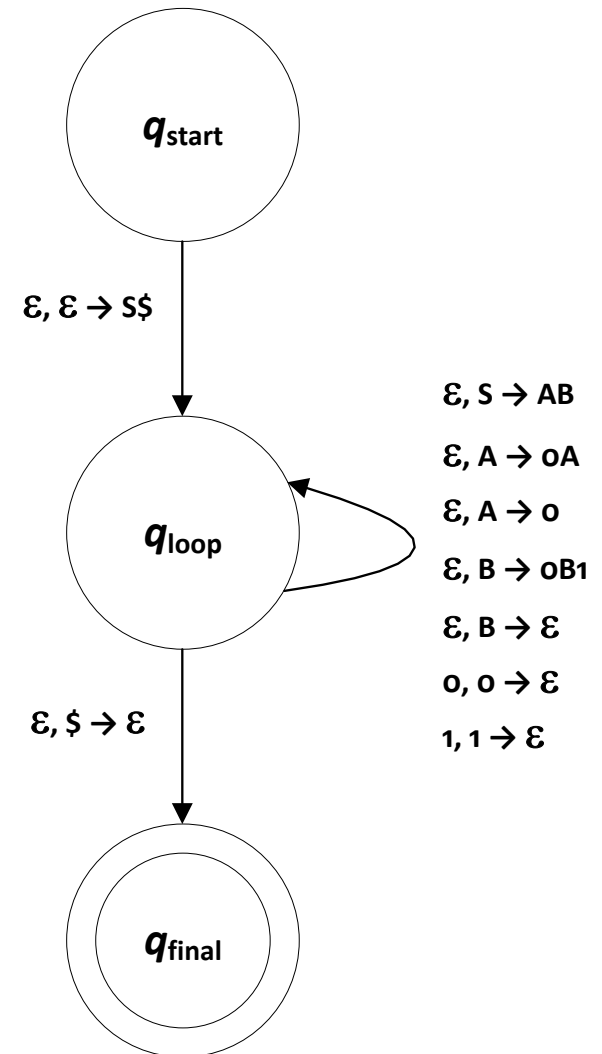 qstart
ε, ε → S$
ε, S → AB
ε, A → 0A
ε, A → 0
qloop
ε, B → 0B1
ε, B → ε
0, 0 → ε
ε, $ → ε
1, 1 → ε
qfinal